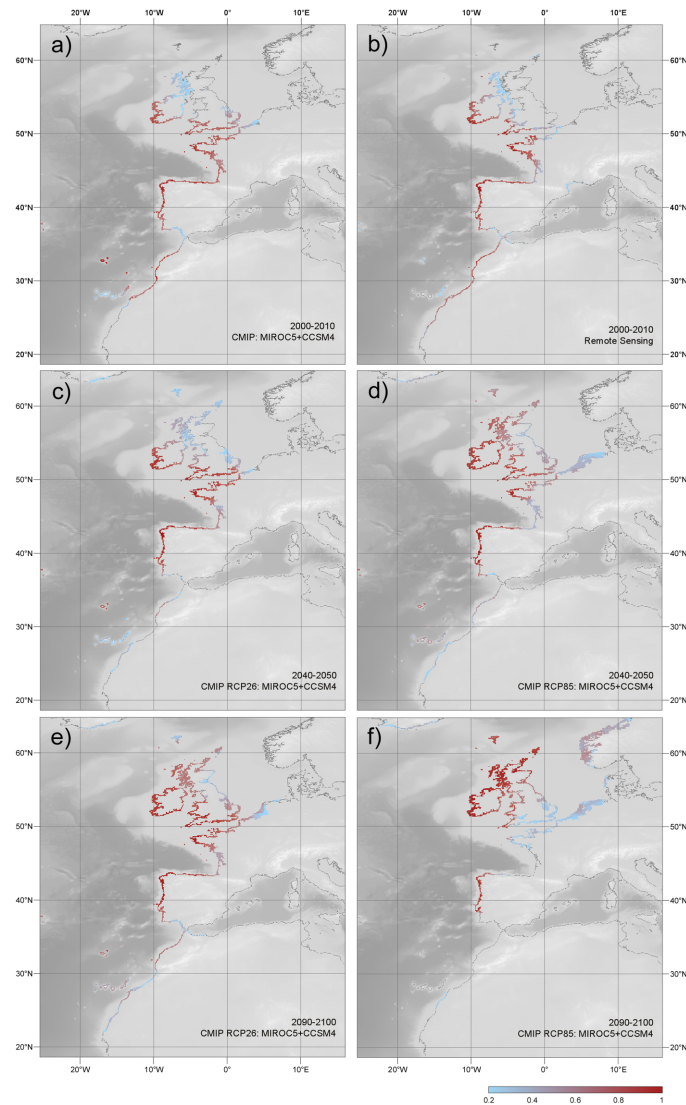 20°W 10°W 0° 10°E 20°W 10°W 0° 10°E
a) b)
60°N 60°N
50°N 50°N
40°N 40°N
30°N 30°N
2000-2010 2000-2010
CMIP: MIROC5+CCSM4 Remote Sensing
20°N 20°N
c) d)
60°N 60°N
50°N 50°N
40°N 40°N
30°N 30°N
2040-2050 2040-2050
CMIP RCP26: MIROC5+CCSM4 CMIP RCP85: MIROC5+CCSM4
20°N 20°N
e) f)
60°N 60°N
50°N 50°N
40°N 40°N
30°N 30°N
2090-2100 2090-2100
CMIP RCP26: MIROC5+CCSM4 CMIP RCP85: MIROC5+CCSM4
20°N 20°N
20°W 10°W 0° 10°E 20°W 10°W 0° 10°E
0.2 0.4 0.6 0.8 1